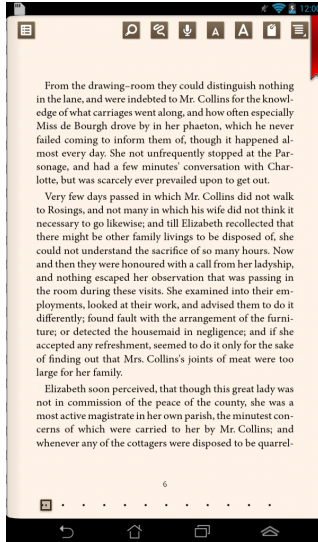 12:00
A A
From the drawing–room they could distinguish nothing
in the lane, and were indebted to Mr. Collins for the knowl-
edge of what carriages went along, and how often especially
Miss de Bourgh drove by in her phaeton, which he never
failed coming to inform them of, though it happened al-
most every day. She not unfrequently stopped at the Par-
sonage, and had a few minutes' conversation with Char-
lotte, but was scarcely ever prevailed upon to get out.
Very few days passed in which Mr. Collins did not walk
to Rosings, and not many in which his wife did not think it
necessary to go likewise; and till Elizabeth recollected that
there might be other family livings to be disposed of, she
could not understand the sacrifice of so many hours. Now
and then they were honoured with a call from her ladyship,
and nothing escaped her observation that was passing in
the room during these visits. She examined into their em-
ployments, looked at their work, and advised them to do it
differently; found fault with the arrangement of the furni-
ture; or detected the housemaid in negligence; and if she
accepted any refreshment, seemed to do it only for the sake
of finding out that Mrs. Collins's joints of meat were too
large for her family.
Elizabeth soon perceived, that though this great lady was
not in commission of the peace of the county, she was a
most active magistrate in her own parish, the minutest con-
cerns of which were carried to her by Mr. Collins; and
whenever any of the cottagers were disposed to be quarrel-
6